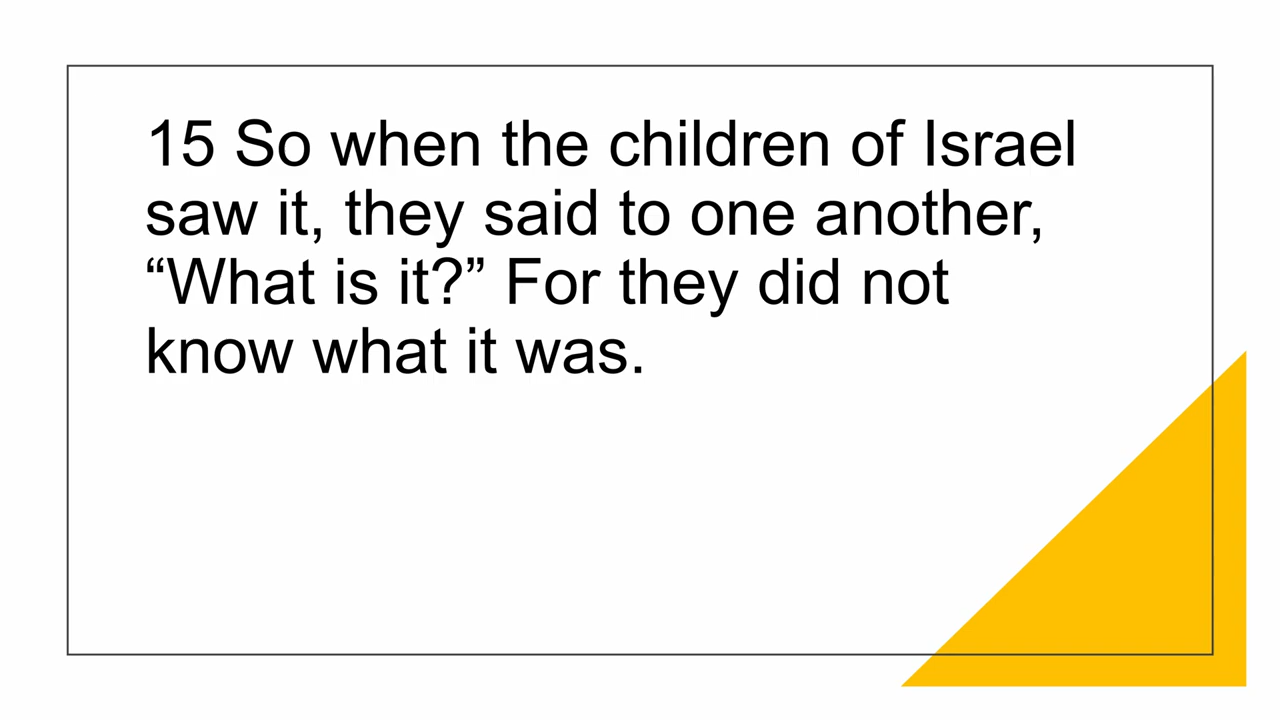 15 So when the children of Israel
saw it, they said to one another,
“What is it?” For they did not
know what it was.